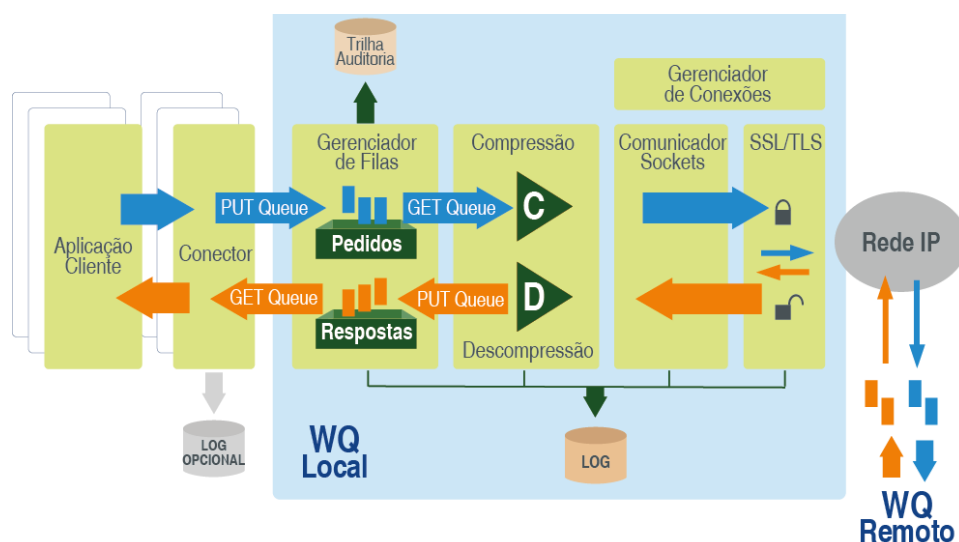 Trilha
Auditoria
Gerenciador
de Conexões
Gerenciador
de Filas
Compressão
Comunicador
Sockets
SSL/TLS
PUT Queue
GET Queue
C
Pedidos
Aplicação
Cliente
Conector
Rede IP
GET Queue
PUT Queue
D
Respostas
Descompressão
LOG
OPCIONAL
WQ
Local
LOG
WQ
Remoto